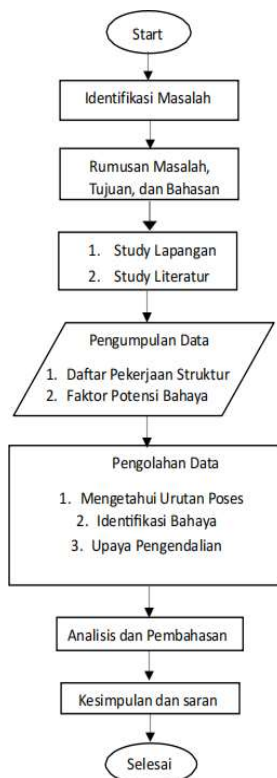 Start
Identifikasi Masalah
Rumusan Masalah,
Tujuan, dan Bahasan
1. Study Lapangan
2. Study Literatur
Pengumpulan Data
1. Daftar Pekerjaan Struktur
2. Faktor Potensi Bahaya
Pengolahan Data
1. Mengetahui Urutan Poses
2. Identifikasi Bahaya
3. Upaya Pengendalian
Analisis dan Pembahasan
Kesimpulan dan saran
Selesai